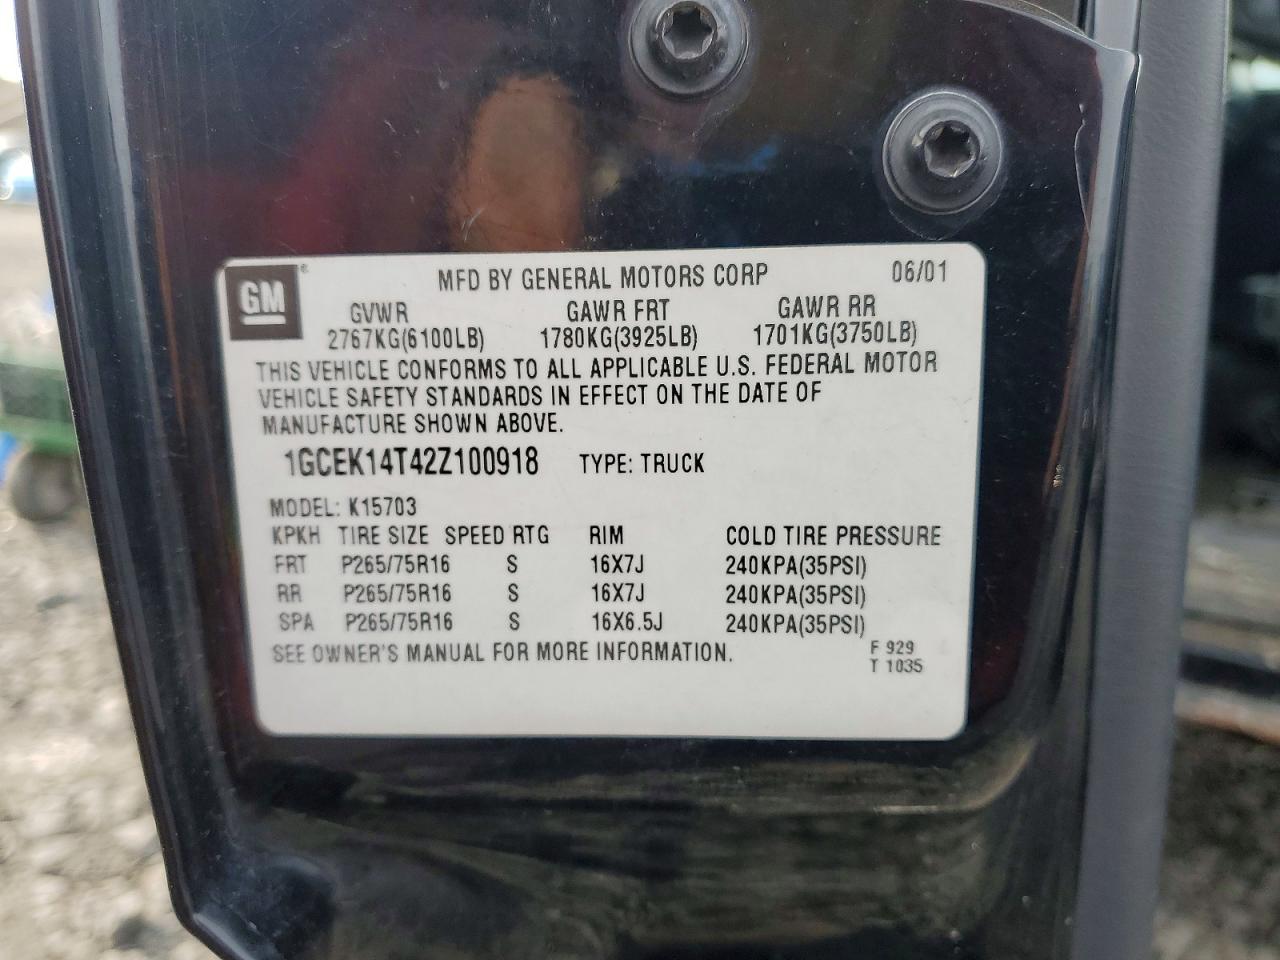 GM
MFD BY GENERAL MOTORS CORP 06/01
GVWR GAWR FRT GAWR RR
2767KG(6100LB) 1780KG(3925LB) 1701KG(3750LB)
THIS VEHICLE CONFORMS TO ALL APPLICABLE U.S. FEDERAL MOTOR
VEHICLE SAFETY STANDARDS IN EFFECT ON THE DATE OF
MANUFACTURE SHOWN ABOVE.
1GCEK14T42Z100918 TYPE: TRUCK
MODEL: K15703
KPKH TIRE SIZE SPEED RTG RIM COLD TIRE PRESSURE
FRT P265/75R16 S 16X7J 240KPA(35PSI)
RR P265/75R16 S 16X7J 240KPA(35PSI)
SPA P265/75R16 S 16X6.5J 240KPA(35PSI)
SEE OWNER'S MANUAL FOR MORE INFORMATION.
F 929
T 1035